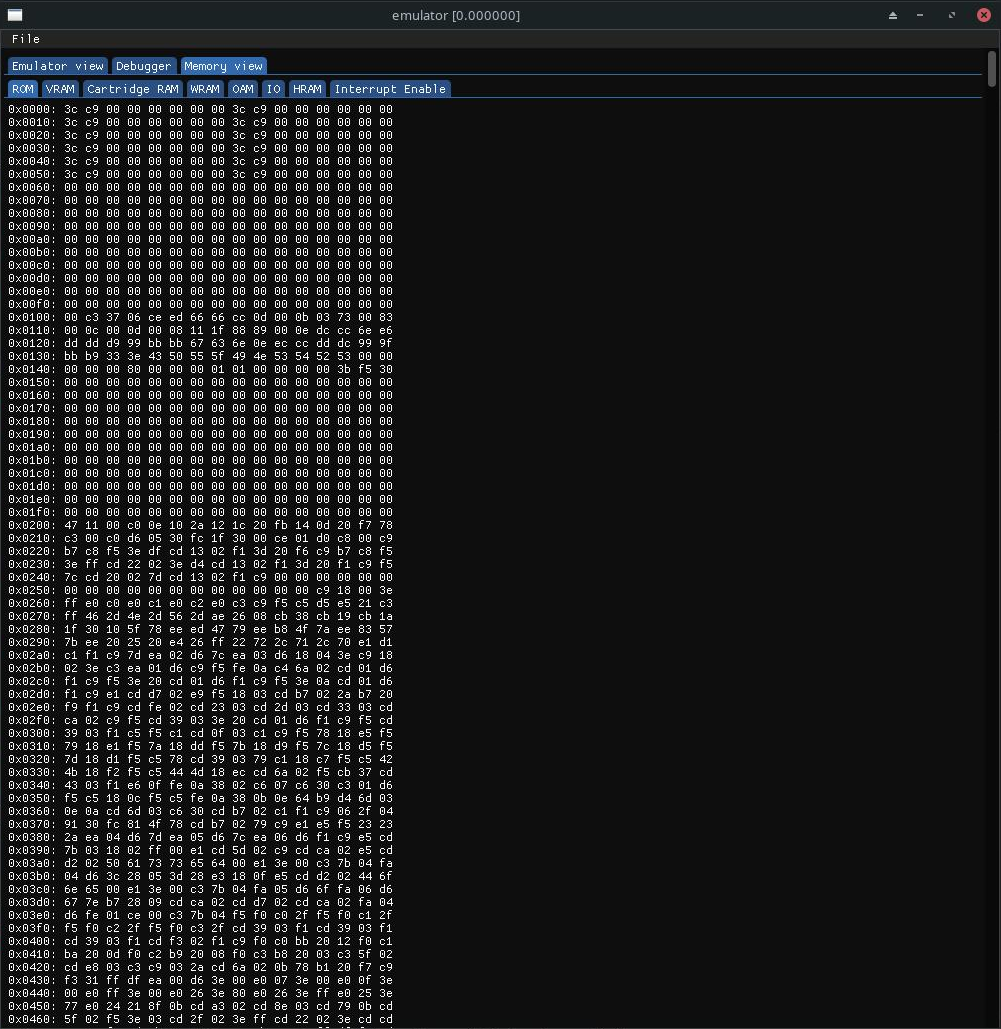 emulator [0.000000]
File
Emulator view Debugger Memory view
ROM VRAM Cartridge RAM WRAM OAM IO HRAM Interrupt Enable
0x0000: 3c c9 00 00 00 00 00 00 3c c9 00 00 00 00 00 00
0x0010: 3c c9 00 00 00 00 00 00 3c c9 00 00 00 00 00 00
0x0020: 3c c9 00 00 00 00 00 00 3c c9 00 00 00 00 00 00
0x0030: 3c c9 00 00 00 00 00 00 3c c9 00 00 00 00 00 00
0x0040: 3c c9 00 00 00 00 00 00 3c c9 00 00 00 00 00 00
0x0050: 3c c9 00 00 00 00 00 00 3c c9 00 00 00 00 00 00
0x0060: 00 00 00 00 00 00 00 00 00 00 00 00 00 00 00 00
0x0070: 00 00 00 00 00 00 00 00 00 00 00 00 00 00 00 00
0x0080: 00 00 00 00 00 00 00 00 00 00 00 00 00 00 00 00
0x0090: 00 00 00 00 00 00 00 00 00 00 00 00 00 00 00 00
0x00a0: 00 00 00 00 00 00 00 00 00 00 00 00 00 00 00 00
0x00b0: 00 00 00 00 00 00 00 00 00 00 00 00 00 00 00 00
0x00c0: 00 00 00 00 00 00 00 00 00 00 00 00 00 00 00 00
0x00d0: 00 00 00 00 00 00 00 00 00 00 00 00 00 00 00 00
0x00e0: 00 00 00 00 00 00 00 00 00 00 00 00 00 00 00 00
0x00f0: 00 00 00 00 00 00 00 00 00 00 00 00 00 00 00 00
0x0100: 00 c3 37 06 ce ed 66 66 cc 0d 00 0b 03 73 00 83
0x0110: 00 0c 00 0d 00 08 11 1f 88 89 00 0e dc cc 6e e6
0x0120: dd dd d9 99 bb bb 67 63 6e 0e ec cc dd dc 99 9f
0x0130: bb b9 33 3e 43 50 55 5f 49 4e 53 54 52 53 00 00
0x0140: 00 00 00 80 00 00 00 01 01 00 00 00 00 3b f5 30
0x0150: 00 00 00 00 00 00 00 00 00 00 00 00 00 00 00 00
0x0160: 00 00 00 00 00 00 00 00 00 00 00 00 00 00 00 00
0x0170: 00 00 00 00 00 00 00 00 00 00 00 00 00 00 00 00
0x0180: 00 00 00 00 00 00 00 00 00 00 00 00 00 00 00 00
0x0190: 00 00 00 00 00 00 00 00 00 00 00 00 00 00 00 00
0x01a0: 00 00 00 00 00 00 00 00 00 00 00 00 00 00 00 00
0x01b0: 00 00 00 00 00 00 00 00 00 00 00 00 00 00 00 00
0x01c0: 00 00 00 00 00 00 00 00 00 00 00 00 00 00 00 00
0x01d0: 00 00 00 00 00 00 00 00 00 00 00 00 00 00 00 00
0x01e0: 00 00 00 00 00 00 00 00 00 00 00 00 00 00 00 00
0x01f0: 00 00 00 00 00 00 00 00 00 00 00 00 00 00 00 00
0x0200: 47 11 00 c0 0e 10 2a 12 1c 20 fb 14 0d 20 f7 78
0x0210: c3 00 c0 d6 05 30 fc 1f 30 00 ce 01 d0 c8 00 c9
0x0220: b7 c8 f5 3e df cd 13 02 f1 3d 20 f6 c9 b7 c8 f5
0x0230: 3e ff cd 22 02 3e d4 cd 13 02 f1 3d 20 f1 c9 f5
0x0240: 7c cd 20 02 7d cd 13 02 f1 c9 00 00 00 00 00 00
0x0250: 00 00 00 00 00 00 00 00 00 00 00 00 c9 18 00 3e
0x0260: ff e0 c0 e0 c1 e0 c2 e0 c3 c9 f5 c5 d5 e5 21 c3
0x0270: ff 46 2d 4e 2d 56 2d ae 26 08 cb 38 cb 19 cb 1a
0x0280: 1f 30 10 5f 78 ee ed 47 79 ee b8 4f 7a ee 83 57
0x0290: 7b ee 20 25 20 e4 26 ff 22 72 2c 71 2c 70 e1 d1
0x02a0: c1 f1 c9 7d ea 02 d6 7c ea 03 d6 18 04 3e c9 18
0x02b0: 02 3e c3 ea 01 d6 c9 f5 fe 0a c4 6a 02 cd 01 d6
0x02c0: f1 c9 f5 3e 20 cd 01 d6 f1 c9 f5 3e 0a cd 01 d6
0x02d0: f1 c9 e1 cd d7 02 e9 f5 18 03 cd b7 02 2a b7 20
0x02e0: f9 f1 c9 cd fe 02 cd 23 03 cd 2d 03 cd 33 03 cd
0x02f0: ca 02 c9 f5 cd 39 03 3e 20 cd 01 d6 f1 c9 f5 cd
0x0300: 39 03 f1 c5 f5 c1 cd 0f 03 c1 c9 f5 78 18 e5 f5
0x0310: 79 18 e1 f5 7a 18 dd f5 7b 18 d9 f5 7c 18 d5 f5
0x0320: 7d 18 d1 f5 c5 78 cd 39 03 79 c1 18 c7 f5 c5 42
0x0330: 4b 18 f2 f5 c5 44 4d 18 ec cd 6a 02 f5 cb 37 cd
0x0340: 43 03 f1 e6 0f fe 0a 38 02 c6 07 c6 30 c3 01 d6
0x0350: f5 c5 18 0c f5 c5 fe 0a 38 0b 0e 64 b9 d4 6d 03
0x0360: 0e 0a cd 6d 03 c6 30 cd b7 02 c1 f1 c9 06 2f 04
0x0370: 91 30 fc 81 4f 78 cd b7 02 79 c9 e1 e5 f5 23 23
0x0380: 2a ea 04 d6 7d ea 05 d6 7c ea 06 d6 f1 c9 e5 cd
0x0390: 7b 03 18 02 ff 00 e1 cd 5d 02 c9 cd ca 02 e5 cd
0x03a0: d2 02 50 61 73 73 65 64 00 e1 3e 00 c3 7b 04 fa
0x03b0: 04 d6 3c 28 05 3d 28 e3 18 0f e5 cd d2 02 44 6f
0x03c0: 6e 65 00 e1 3e 00 c3 7b 04 fa 05 d6 6f fa 06 d6
0x03d0: 67 7e b7 28 09 cd ca 02 cd d7 02 cd ca 02 fa 04
0x03e0: d6 fe 01 ce 00 c3 7b 04 f5 f0 c0 2f f5 f0 c1 2f
0x03f0: f5 f0 c2 2f f5 f0 c3 2f cd 39 03 f1 cd 39 03 f1
0x0400: cd 39 03 f1 cd f3 02 f1 c9 f0 c0 bb 20 12 f0 c1
0x0410: ba 20 0d f0 c2 b9 20 08 f0 c3 b8 20 03 c3 5f 02
0x0420: cd e8 03 c3 c9 03 2a cd 6a 02 0b 78 b1 20 f7 c9
0x0430: f3 31 ff df ea 00 d6 3e 00 e0 07 3e 00 e0 0f 3e
0x0440: 00 e0 ff 3e 00 e0 26 3e 80 e0 26 3e ff e0 25 3e
0x0450: 77 e0 24 21 8f 0b cd a3 02 cd 8e 03 cd 79 0b cd
0x0460: 5f 02 f5 3e 03 cd 2f 02 3e ff cd 22 02 3e cd cd